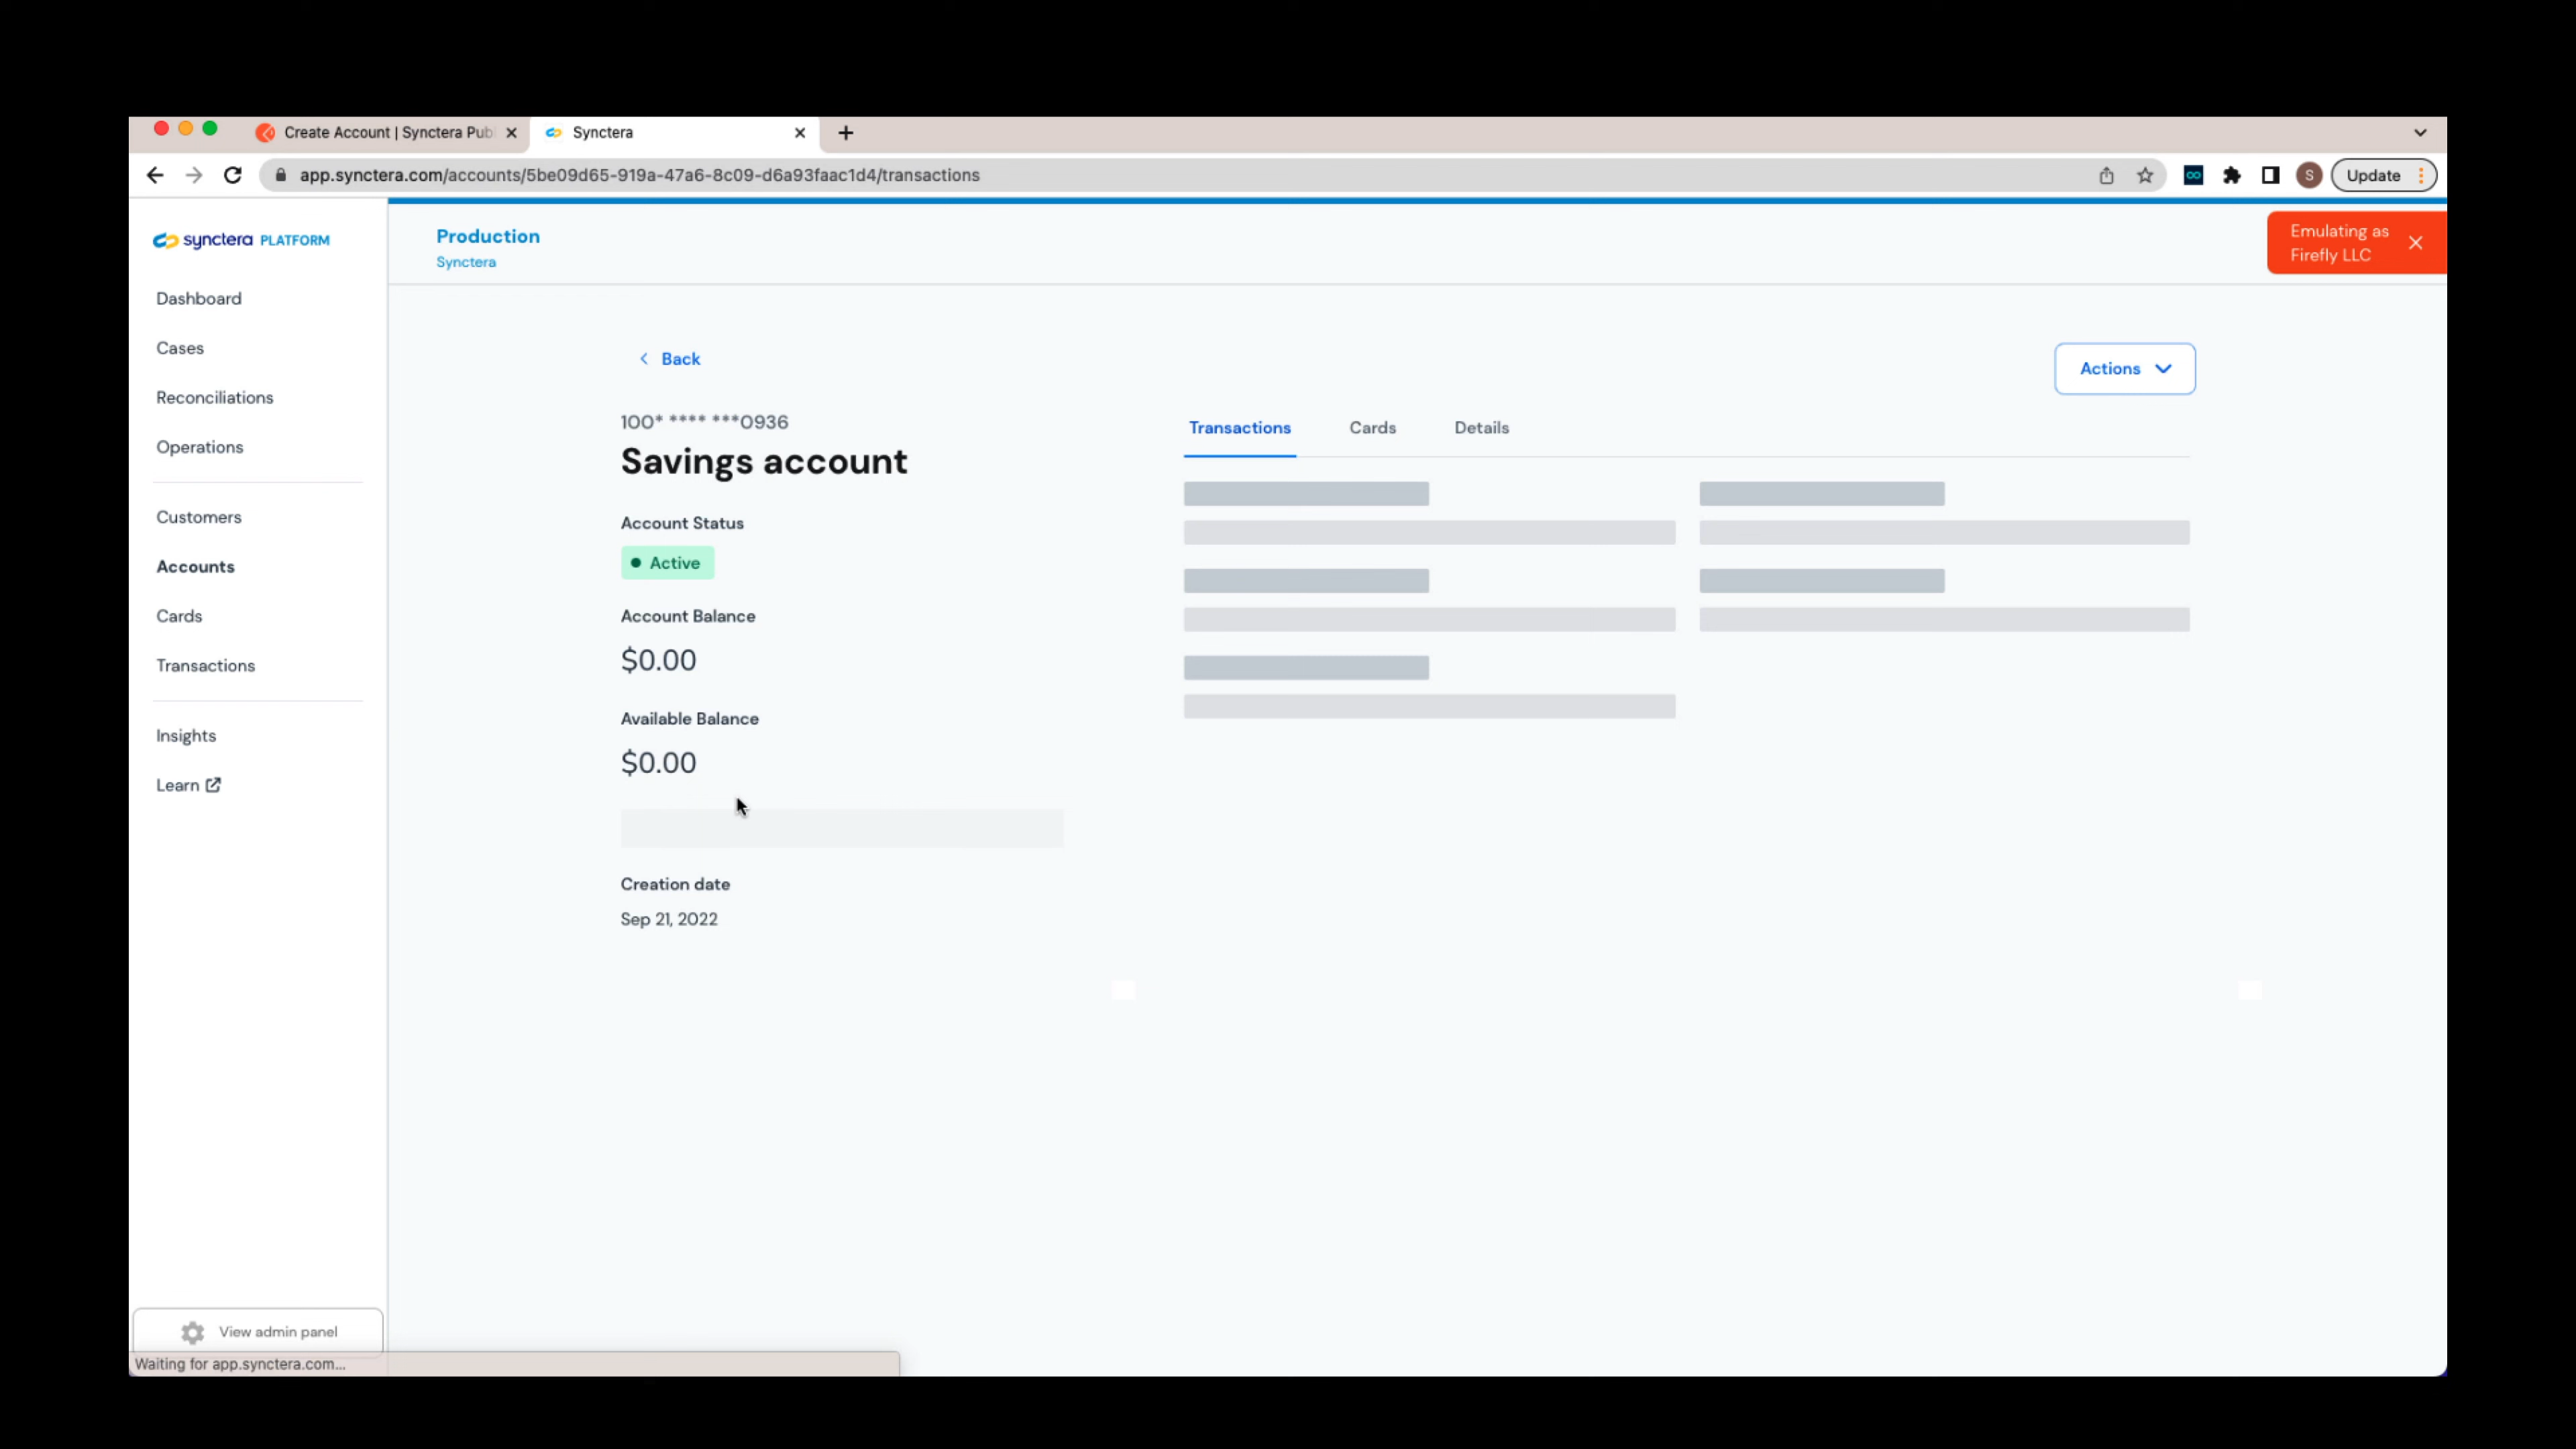 Create Account | Synctera Pub
Synctera
app.synctera.com/accounts/5be09d65-919a-47a6-8c09-d6a93faac1d4/transactions
S
Update
synctera PLATFORM
Production
Synctera
Emulating as
Firefly LLC
Dashboard
Cases
Reconciliations
Operations
Customers
Accounts
Cards
Transactions
Insights
Learn
Back
Actions
100* **** ***0936
Savings account
Account Status
Active
Account Balance
$0.00
Available Balance
$0.00
Creation date
Sep 21, 2022
Transactions
Cards
Details
View admin panel
Waiting for app.synctera.com...